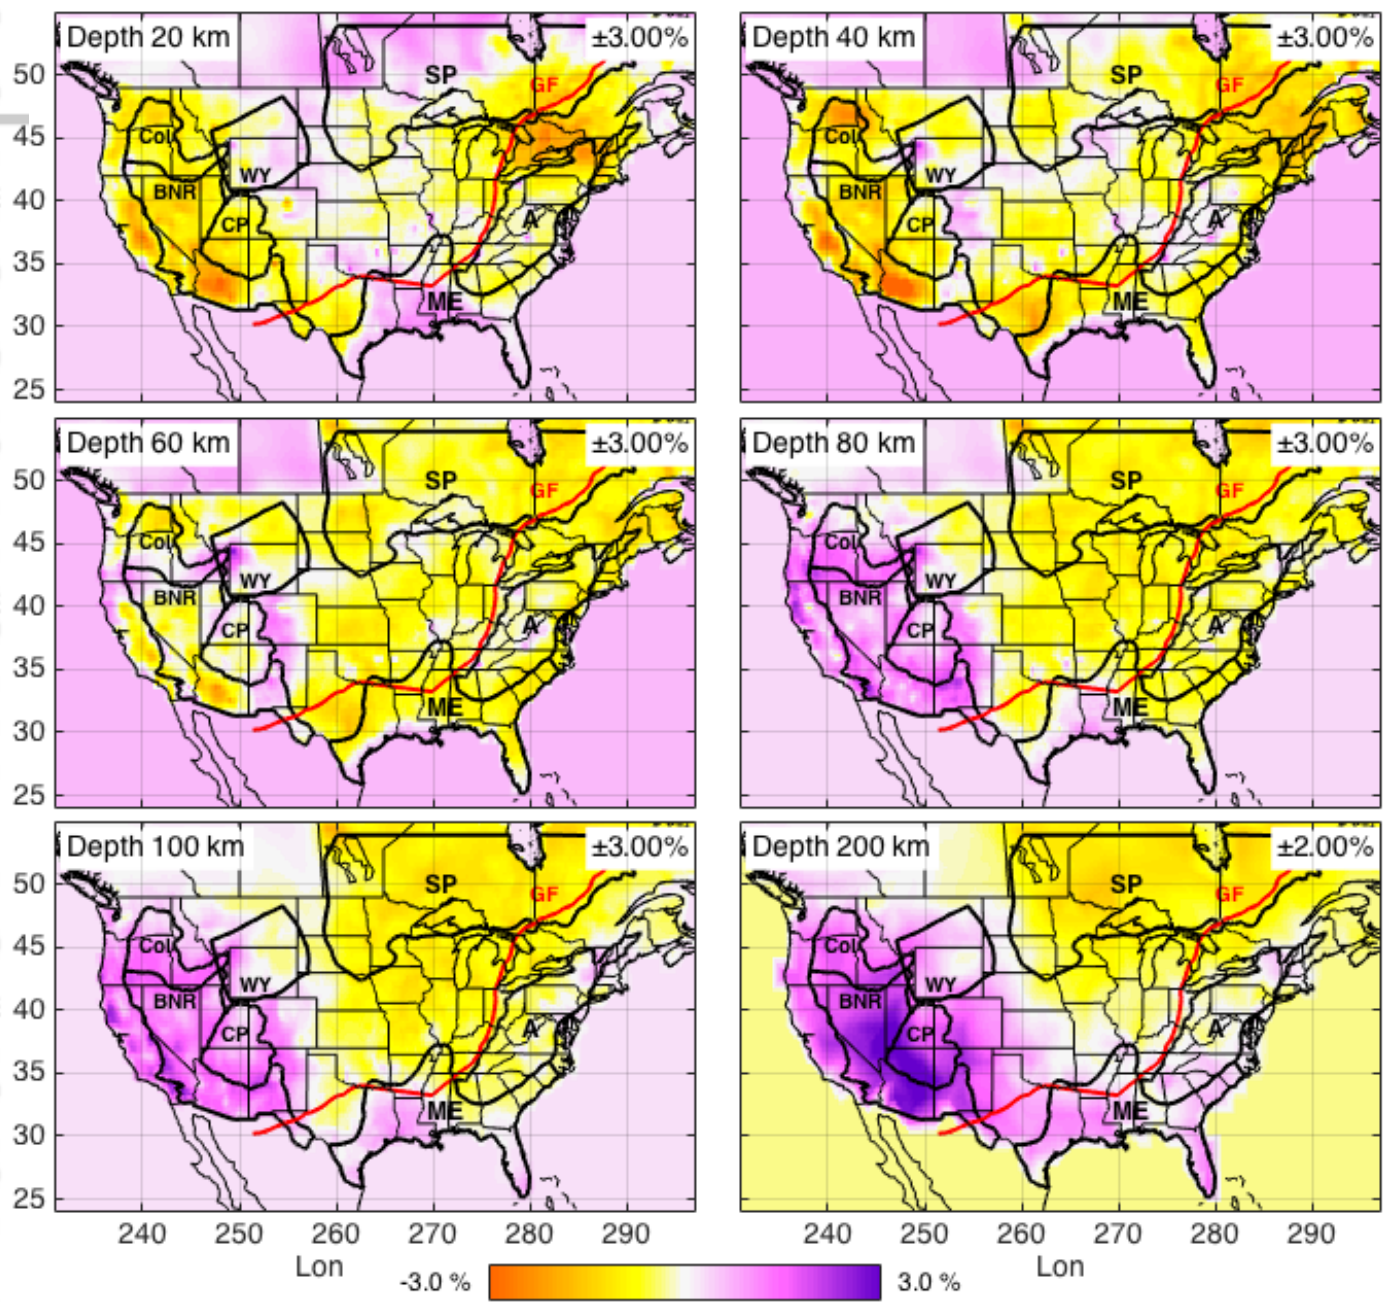 Depth 20 km
±3.00%
Depth 40 km
±3.00%
50
SP
GF
SP
GF
45
Col
Col
WY
WY
BNR
BNR
40
CP
A
CP
A
35
ME
ME
30
25
Depth 60 km
±3.00%
Depth 80 km
±3.00%
50
SP
GF
SP
GF
45
Col
Col
WY
WY
BNR
BNR
40
CP
A
CP
A
35
ME
ME
30
25
Depth 100 km
±3.00%
Depth 200 km
±2.00%
50
SP
GF
SP
GF
45
Col
Col
WY
WY
BNR
BNR
40
CP
A
CP
A
35
ME
ME
30
25
240 250 260 270 280 290
240 250 260 270 280 290
Lon
Lon
-3.0 %
3.0 %